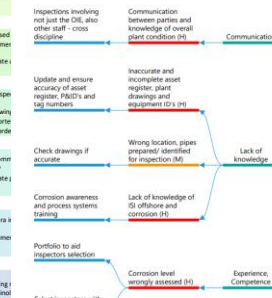 Inspections involving
not just the OIE, also
other staff - cross
discipline
Communication
between parties and
knowledge of overall
plant condition (H)
Communication
Update and ensure
accuracy of asset
register, P&ID's and
tag numbers
Inaccurate and
incomplete asset
register, plant
drawings and
equipment ID's (H)
Check drawings if
accurate
Wrong location, pipes
prepared/ identified
for inspection (M)
Lack of
knowledge
Corrosion awareness
and process systems
training
Lack of knowledge of
ISI offshore and
corrosion (H)
Portfolio to aid
inspectors selection
Corrosion level
wrongly assessed (H)
Experience,
Competence